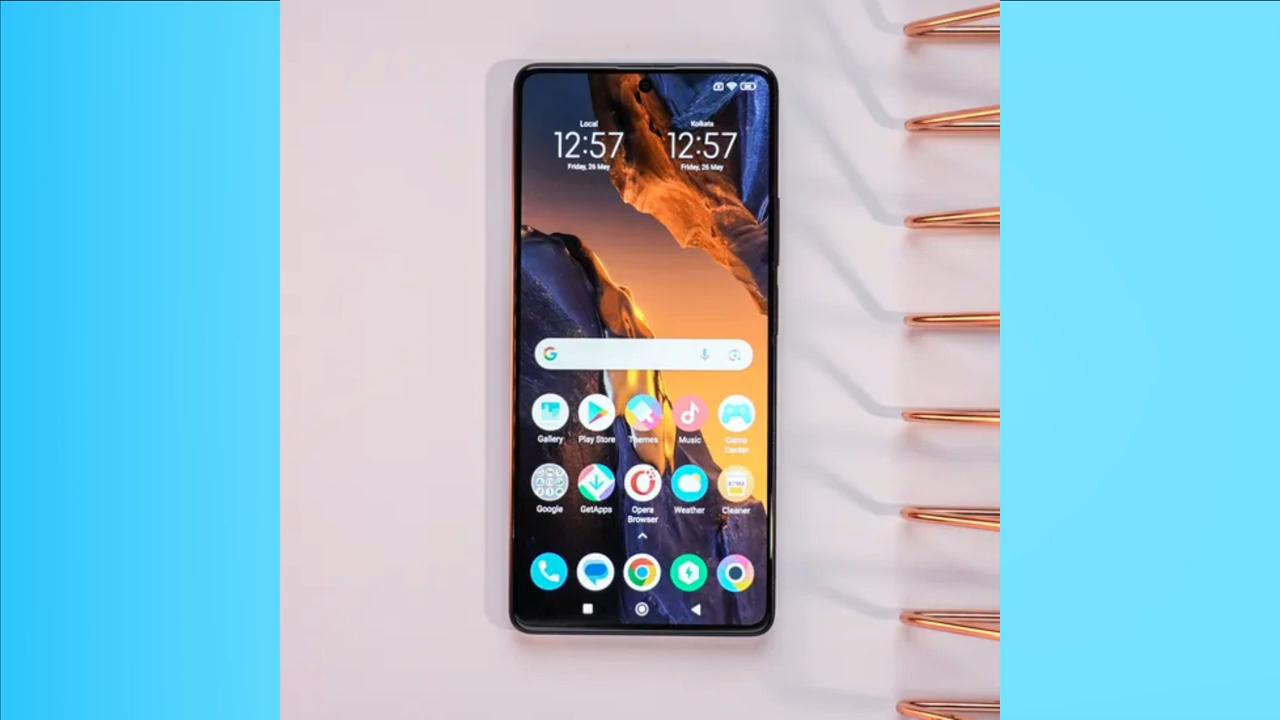 Local
Kolkata
12:57
12:57
Friday, 26 May
Friday, 26 May
Gallery
Play Store
Themes
Music
Game
Center
Google
GetApps
Opera
Browser
Weather
Cleaner